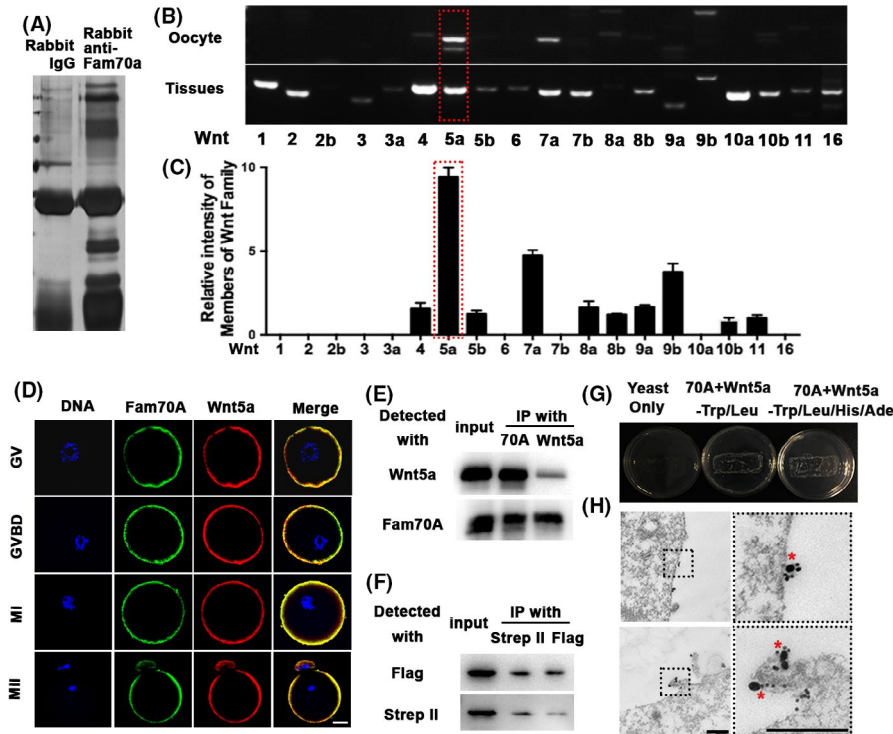 (A)
Rabbit
IgG
Rabbit
anti-
Fam70a
(B)
Oocyte
Tissues
Wnt 1 2 2b 3 3a 4 5a 5b 6 7a 7b 8a 8b 9a 9b 10a 10b 11 16
(C)
Relative intensity of
Members of Wnt Family
10
5
0
Wnt 1 2 2b 3 3a 4 5a 5b 6 7a 7b 8a 8b 9a 9b 10a 10b 11 16
(D)
DNA Fam70A Wnt5a Merge
GV
GVBD
MI
MII
(E)
Detected
with
input
IP with
70A Wnt5a
Wnt5a
Fam70A
(F)
Detected
with
input
IP with
Strep II Flag
Flag
Strep II
(G)
Yeast
Only
70A+Wnt5a
-Trp/Leu
70A+Wnt5a
-Trp/Leu/His/Ade
(H)
*
*
*